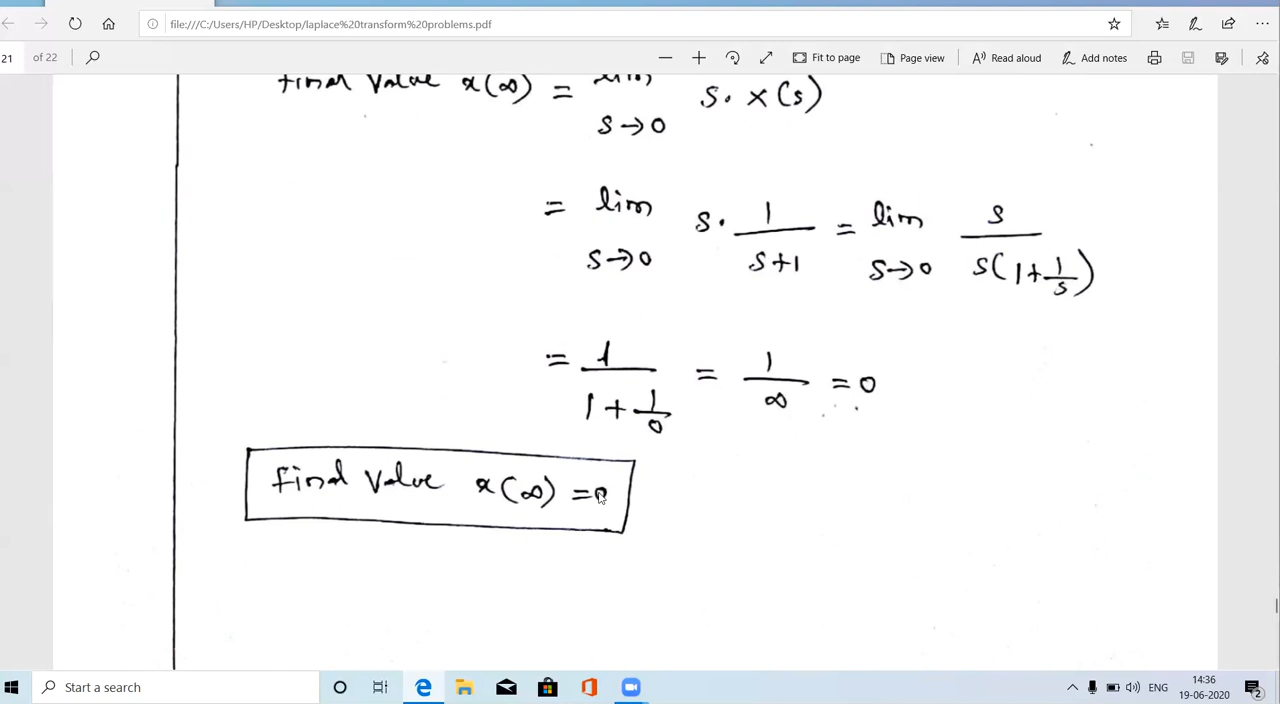 file:///C:/Users/HP/Desktop/laplace%20transform%20problems.pdf
21 of 22 Fit to page Page view Read aloud Add notes
final value x(∞) = lim s→0 s. X(s)
= lim s→0 s. 1/(s+1) = lim s→0 s/(s(1+1/s))
= 1/(1+1/0) = 1/∞ = 0
final value x(∞) = 0
Start a search ENG 14:36
19-06-2020 2